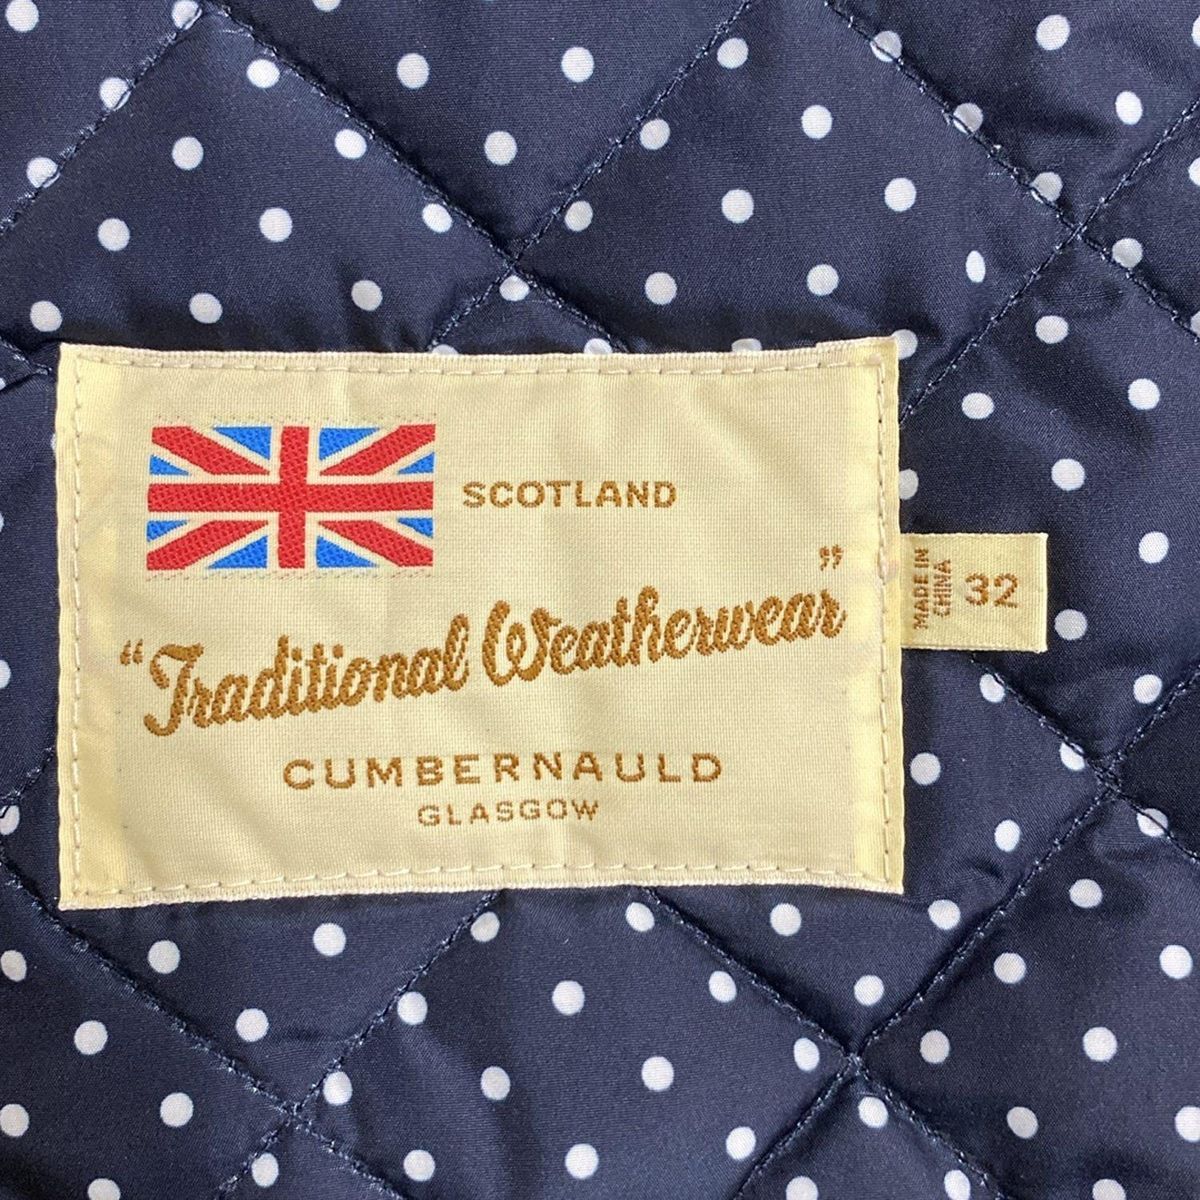 SCOTLAND
"Traditional Weatherwear"
CUMBERNAULD
GLASGOW
MADE IN
CHINA
32